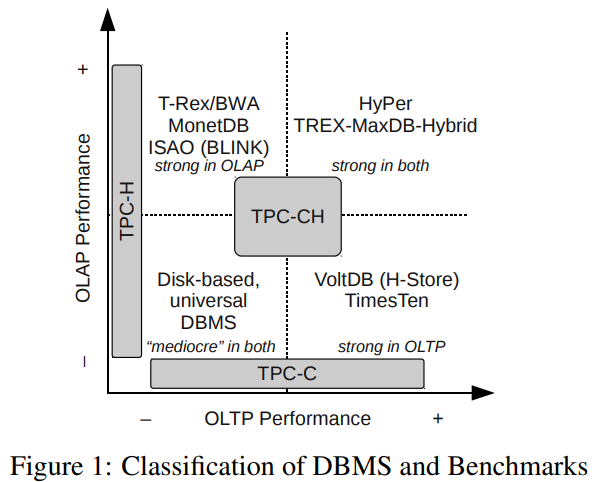 +
OLAP Performance
–
TPC-H
T-Rex/BWA
MonetDB
ISAO (BLINK)
strong in OLAP
HyPer
TREX-MaxDB-Hybrid
strong in both
TPC-CH
Disk-based,
universal
DBMS
“mediocre” in both
VoltDB (H-Store)
TimesTen
strong in OLTP
TPC-C
–
OLTP Performance
+
Figure 1: Classification of DBMS and Benchmarks